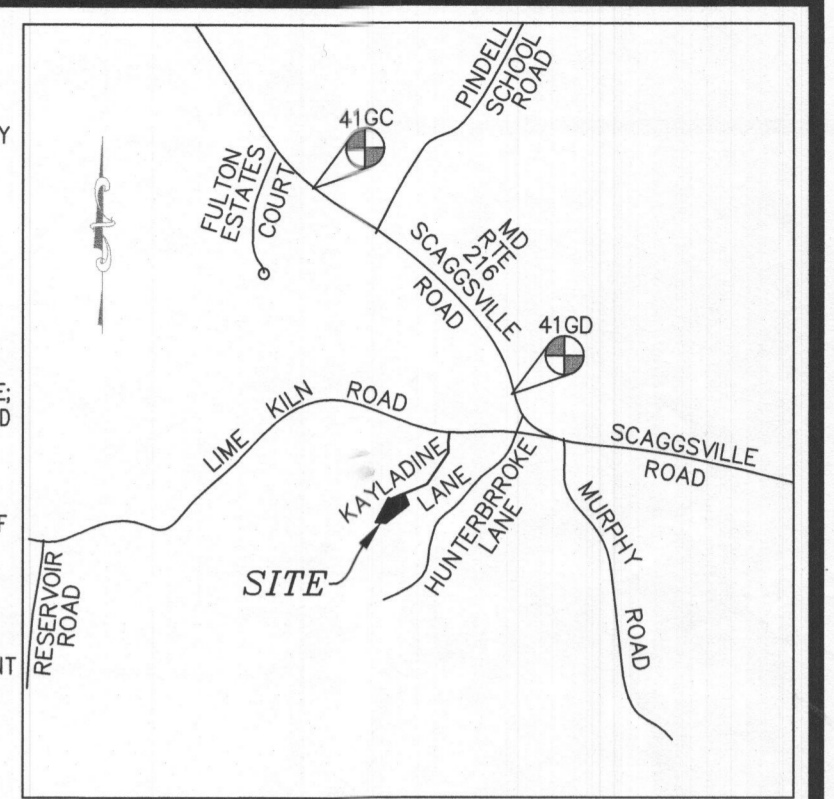 PINDELL
SCHOOL
ROAD
41GC
FULTON
ESTATES
COURT
MD
RTE
216
SCAGGSVILLE
ROAD
41GD
LIME KILN ROAD
SCAGGSVILLE
ROAD
KAYLADINE
LANE
HUNTERBRROKE
LANE
MURPHY
ROAD
SITE
RESERVOIR
ROAD
Y
E:
D
F
NT